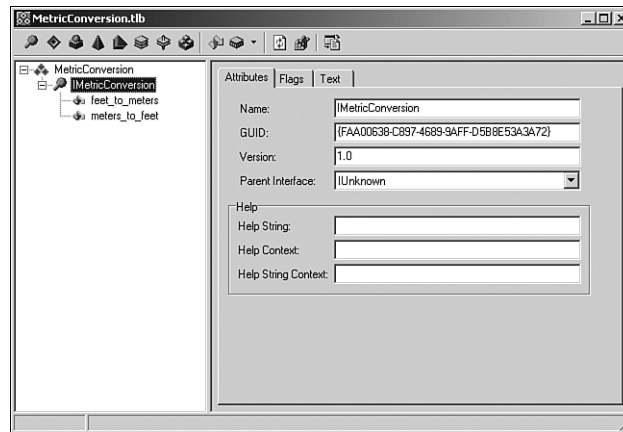 MetricConversion.tlb
MetricConversion
IMetricConversion
feet_to_meters
meters_to_feet
Attributes Flags Text
Name: IMetricConversion
GUID: {FAA00638-C897-4689-9AFF-D5B8E53A3A72}
Version: 1.0
Parent Interface: IUnknown
Help
Help String:
Help Context:
Help String Context: